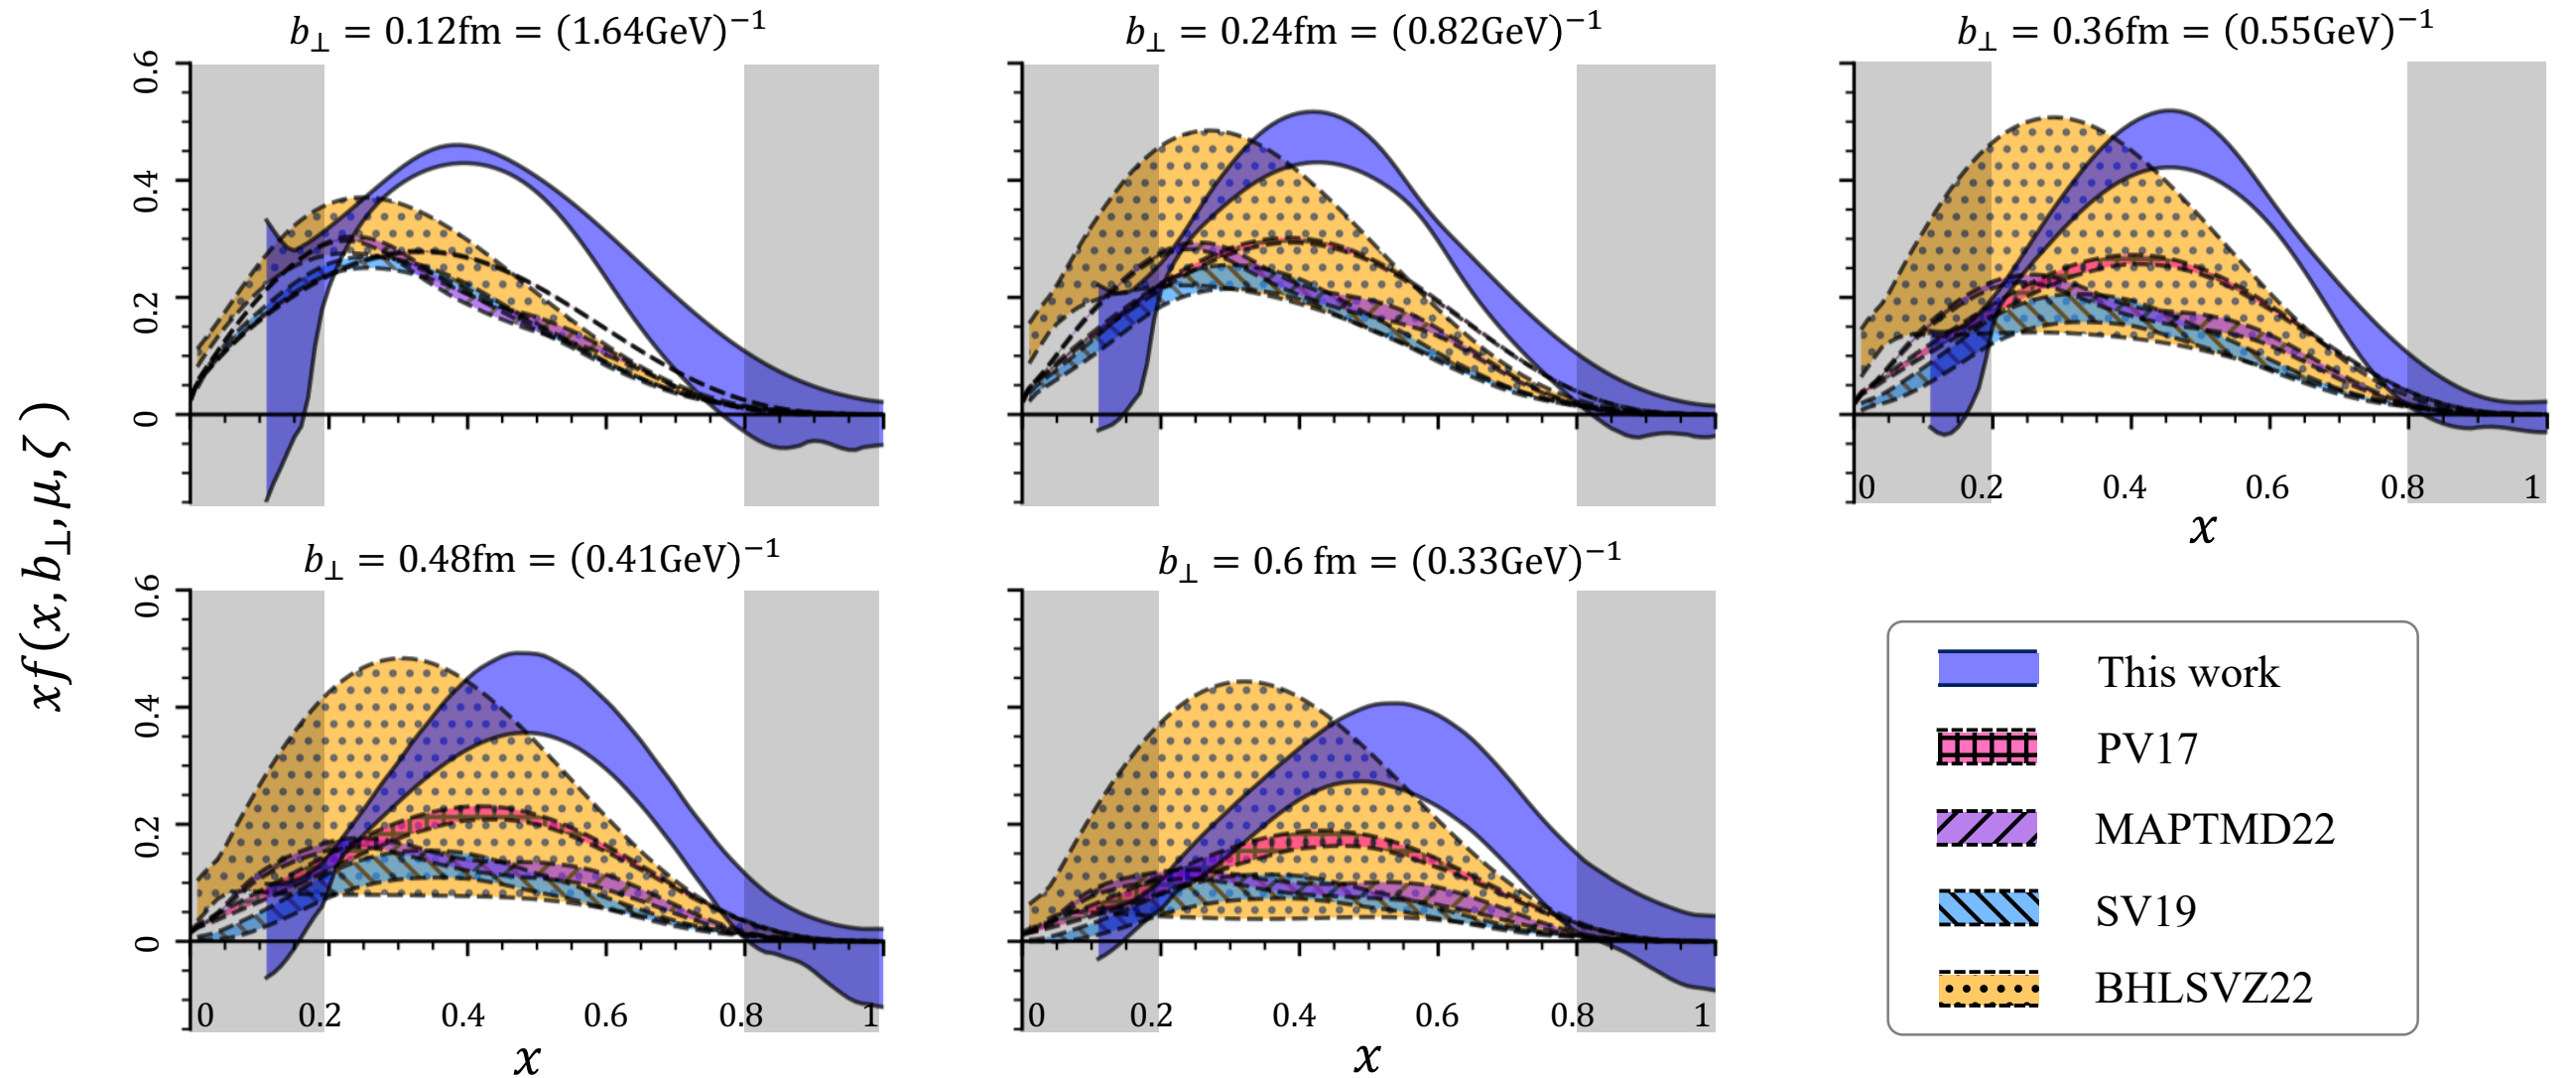 b⊥ = 0.12fm = (1.64GeV)⁻¹
b⊥ = 0.24fm = (0.82GeV)⁻¹
b⊥ = 0.36fm = (0.55GeV)⁻¹
0.6
0.4
0.2
0
0 0.2 0.4 0.6 0.8 1
x
xf(x, b⊥, μ, ζ)
b⊥ = 0.48fm = (0.41GeV)⁻¹
b⊥ = 0.6 fm = (0.33GeV)⁻¹
0.6
0.4
0.2
0
0 0.2 0.4 0.6 0.8 1
x
0 0.2 0.4 0.6 0.8 1
x
This work
PV17
MAPTMD22
SV19
BHLSVZ22